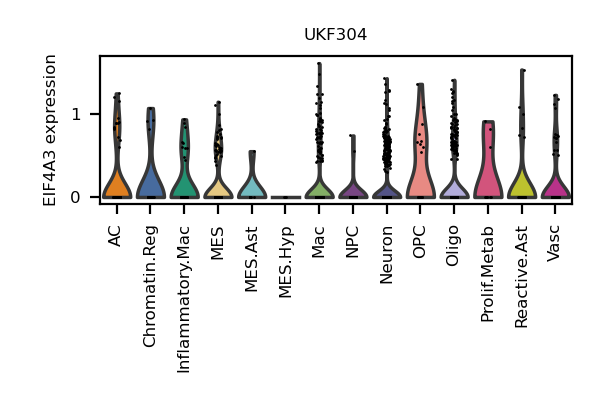 UKF304
EIF4A3 expression
1
0
AC
Chromatin.Reg
Inflammatory.Mac
MES
MES.Ast
MES.Hyp
Mac
NPC
Neuron
OPC
Oligo
Prolif.Metab
Reactive.Ast
Vasc